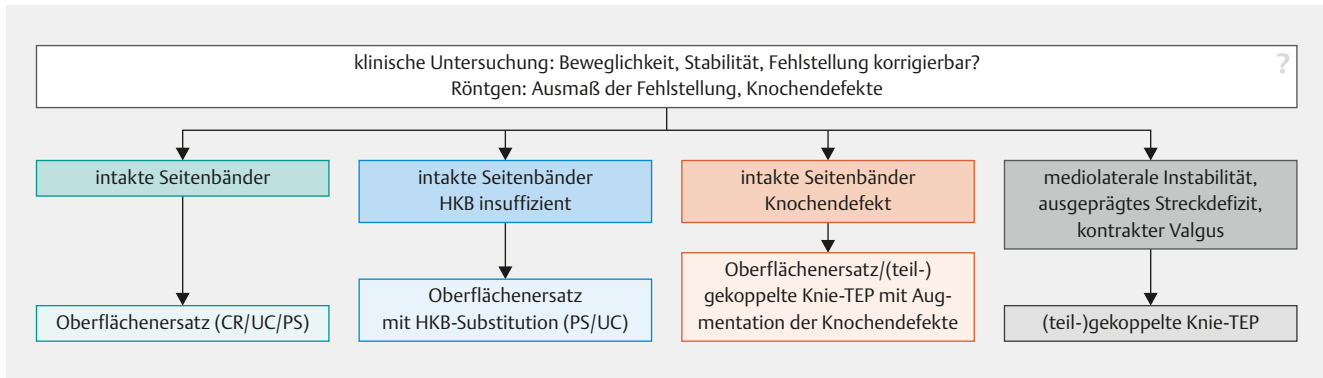 klinische Untersuchung: Beweglichkeit, Stabilität, Fehlstellung korrigierbar?
?
Röntgen: Ausmaß der Fehlstellung, Knochendefekte
intakte Seitenbänder
intakte Seitenbänder
HKB insuffizient
intakte Seitenbänder
Knochendefekt
mediolaterale Instabilität,
ausgeprägtes Streckdefizit,
kontrakter Valgus
Oberflächenersatz (CR/UC/PS)
Oberflächenersatz
mit HKB-Substitution (PS/UC)
Oberflächenersatz/(teil-)
gekoppelte Knie-TEP mit Aug-
mentation der Knochendefekte
(teil-)gekoppelte Knie-TEP